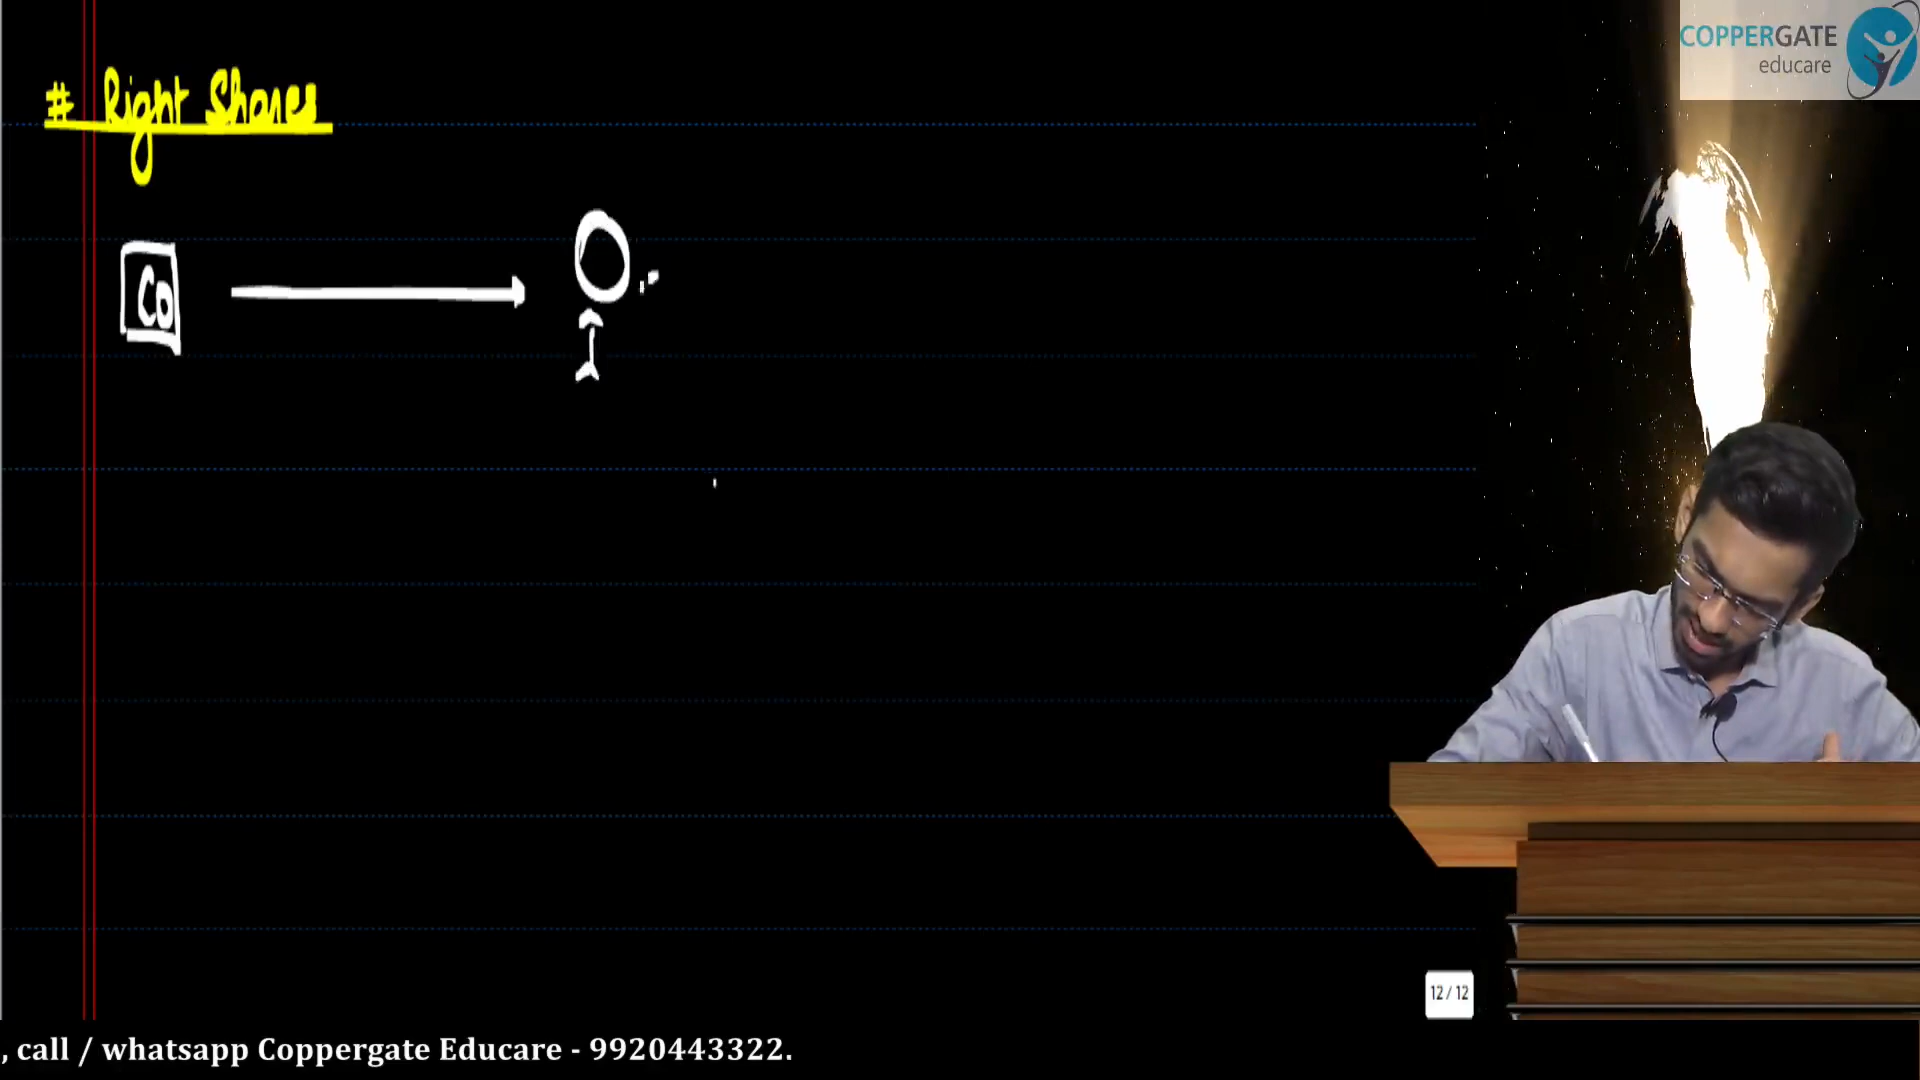 COPPERGATE
educare
# Right Shares
Co
12 / 12
, call / whatsapp Coppergate Educare - 9920443322.